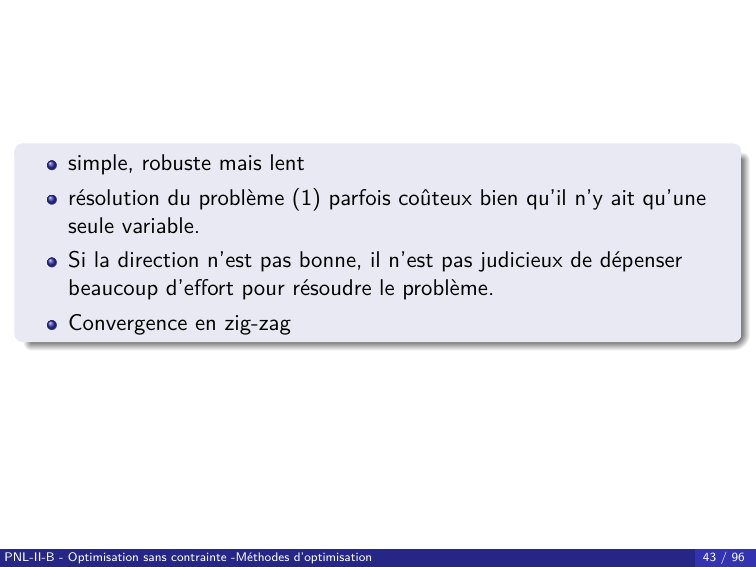 simple, robuste mais lent
résolution du problème (1) parfois coûteux bien qu'il n'y ait qu'une
seule variable.
Si la direction n'est pas bonne, il n'est pas judicieux de dépenser
beaucoup d'effort pour résoudre le problème.
Convergence en zig-zag
PNL-II-B - Optimisation sans contrainte -Méthodes d'optimisation 43 / 96